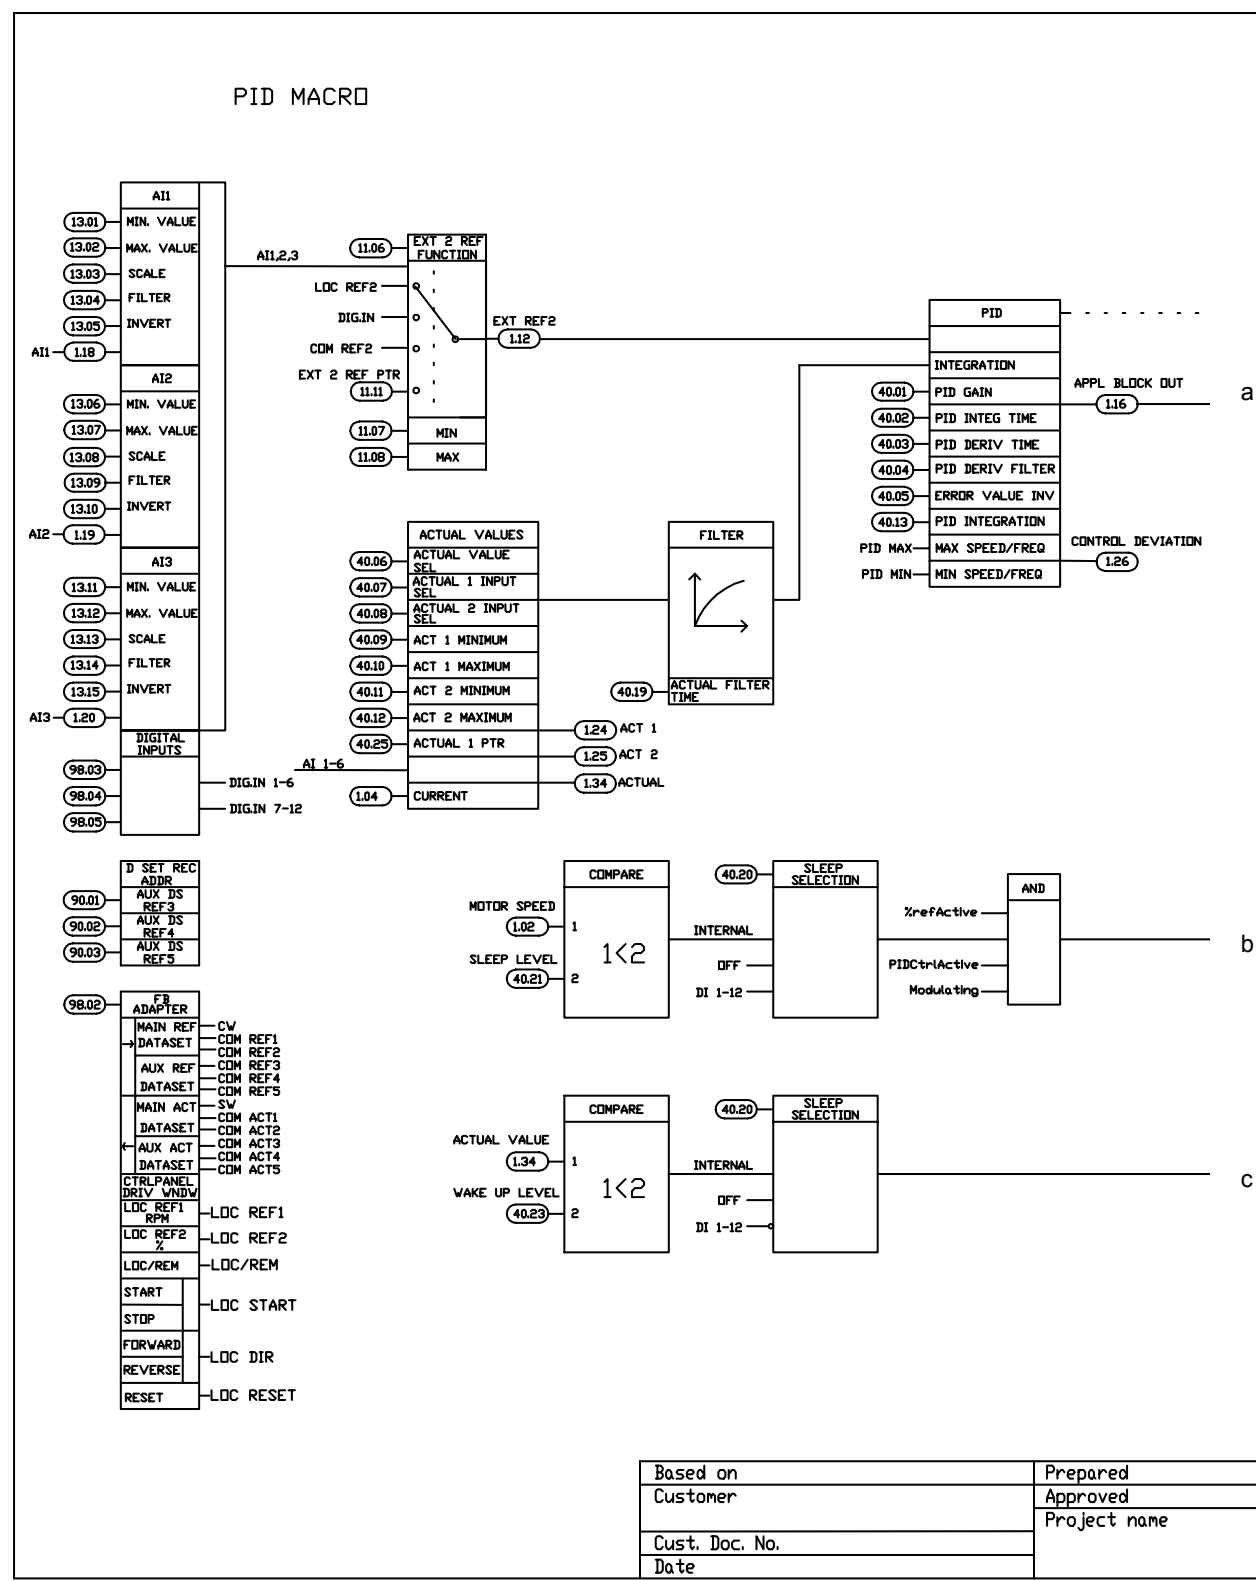 PID MACRO
AI1
13.01 MIN. VALUE
13.02 MAX. VALUE
13.03 SCALE
13.04 FILTER
13.05 INVERT
AI1 1.18
AI2
13.06 MIN. VALUE
13.07 MAX. VALUE
13.08 SCALE
13.09 FILTER
13.10 INVERT
AI2 1.19
AI3
13.11 MIN. VALUE
13.12 MAX. VALUE
13.13 SCALE
13.14 FILTER
13.15 INVERT
AI3 1.20
DIGITAL
INPUTS
98.03
98.04
98.05
DIG.IN 1-6
DIG.IN 7-12
AI1,2,3
11.06 EXT 2 REF
FUNCTION
LOC REF2
DIG.IN
COM REF2
EXT 2 REF PTR
11.11
11.07 MIN
11.08 MAX
EXT REF2
1.12
ACTUAL VALUES
40.06 ACTUAL VALUE
SEL
40.07 ACTUAL 1 INPUT
SEL
40.08 ACTUAL 2 INPUT
SEL
40.09 ACT 1 MINIMUM
40.10 ACT 1 MAXIMUM
40.11 ACT 2 MINIMUM
40.12 ACT 2 MAXIMUM
40.25 ACTUAL 1 PTR
AI 1-6
1.04 CURRENT
1.24 ACT 1
1.25 ACT 2
1.34 ACTUAL
FILTER
40.19 ACTUAL FILTER
TIME
PID
INTEGRATION
40.01 PID GAIN
40.02 PID INTEG TIME
40.03 PID DERIV TIME
40.04 PID DERIV FILTER
40.05 ERROR VALUE INV
40.13 PID INTEGRATION
PID MAX MAX SPEED/FREQ
PID MIN MIN SPEED/FREQ
APPL BLOCK OUT
1.16
a
CONTROL DEVIATION
1.26
D SET REC
ADDR
90.01 AUX DS
REF3
90.02 AUX DS
REF4
90.03 AUX DS
REF5
COMPARE
MOTOR SPEED
1.02 1
1<2
SLEEP LEVEL
40.21 2
40.20 SLEEP
SELECTION
INTERNAL
OFF
DI 1-12
AND
%refActive
PIDCtrlActive
Modulating
b
98.02 FB
ADAPTER
MAIN REF
DATASET
CW
COM REF1
COM REF2
AUX REF
DATASET
COM REF3
COM REF4
COM REF5
MAIN ACT
DATASET
SW
COM ACT1
COM ACT2
AUX ACT
DATASET
COM ACT3
COM ACT4
COM ACT5
CTRLPANEL
DRIV WNDW
LOC REF1
RPM
LOC REF1
LOC REF2
%
LOC REF2
LOC/REM LOC/REM
START
STOP
LOC START
FORWARD
REVERSE
LOC DIR
RESET LOC RESET
COMPARE
ACTUAL VALUE
1.34 1
1<2
WAKE UP LEVEL
40.23 2
40.20 SLEEP
SELECTION
INTERNAL
OFF
DI 1-12
c
Based on
Prepared
Customer
Approved
Project name
Cust. Doc. No.
Date